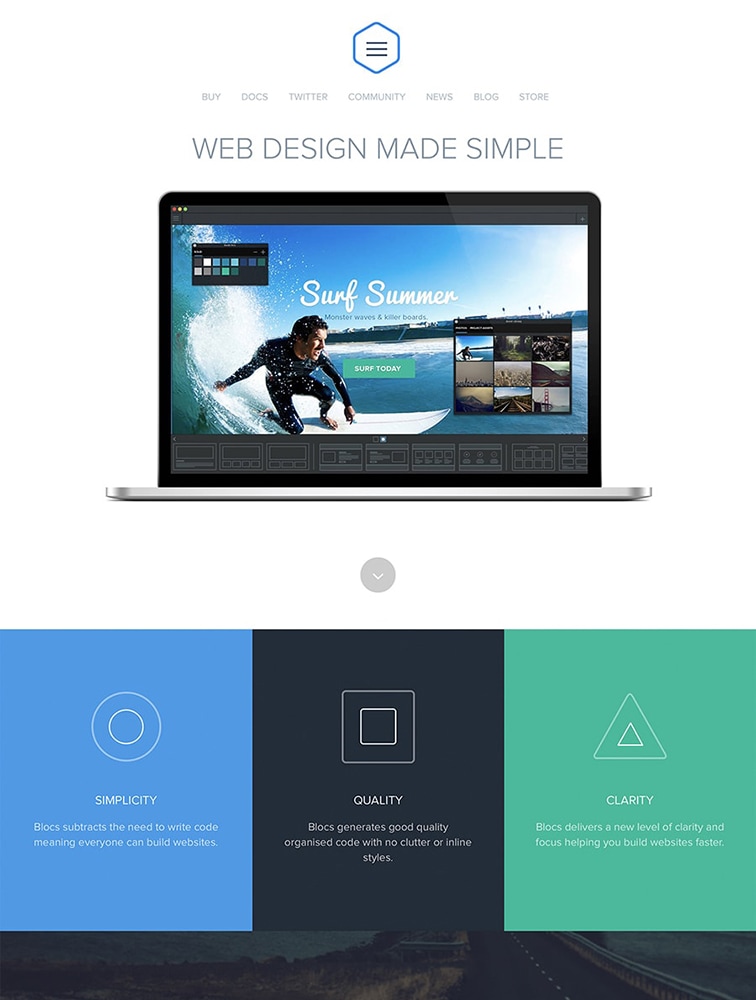 BUY DOCS TWITTER COMMUNITY NEWS BLOG STORE
WEB DESIGN MADE SIMPLE
Surf Summer
Monster waves & killer boards.
SURF TODAY
PHOTOS PROJECT ASSETS
SIMPLICITY
Blocs subtracts the need to write code
meaning everyone can build websites.
QUALITY
Blocs generates good quality
organised code with no clutter or inline
styles.
CLARITY
Blocs delivers a new level of clarity and
focus helping you build websites faster.